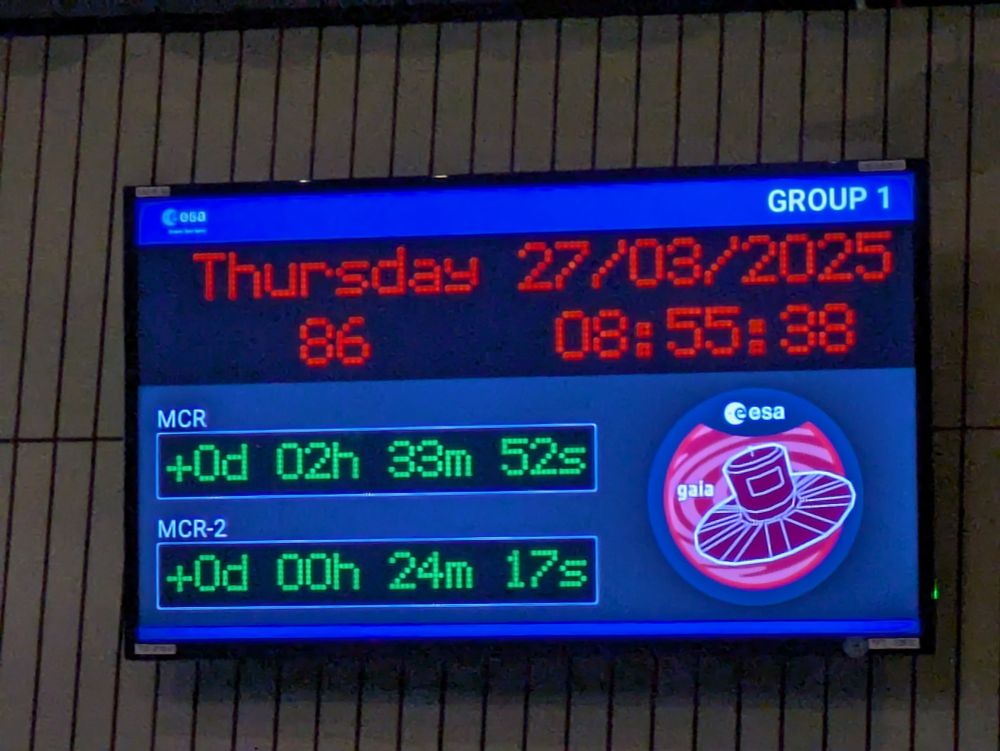 esa
GROUP 1
Thursday 27/03/2025
86 08:55:38
MCR
+0d 02h 33m 52s
MCR-2
+0d 00h 24m 17s
esa
gaia